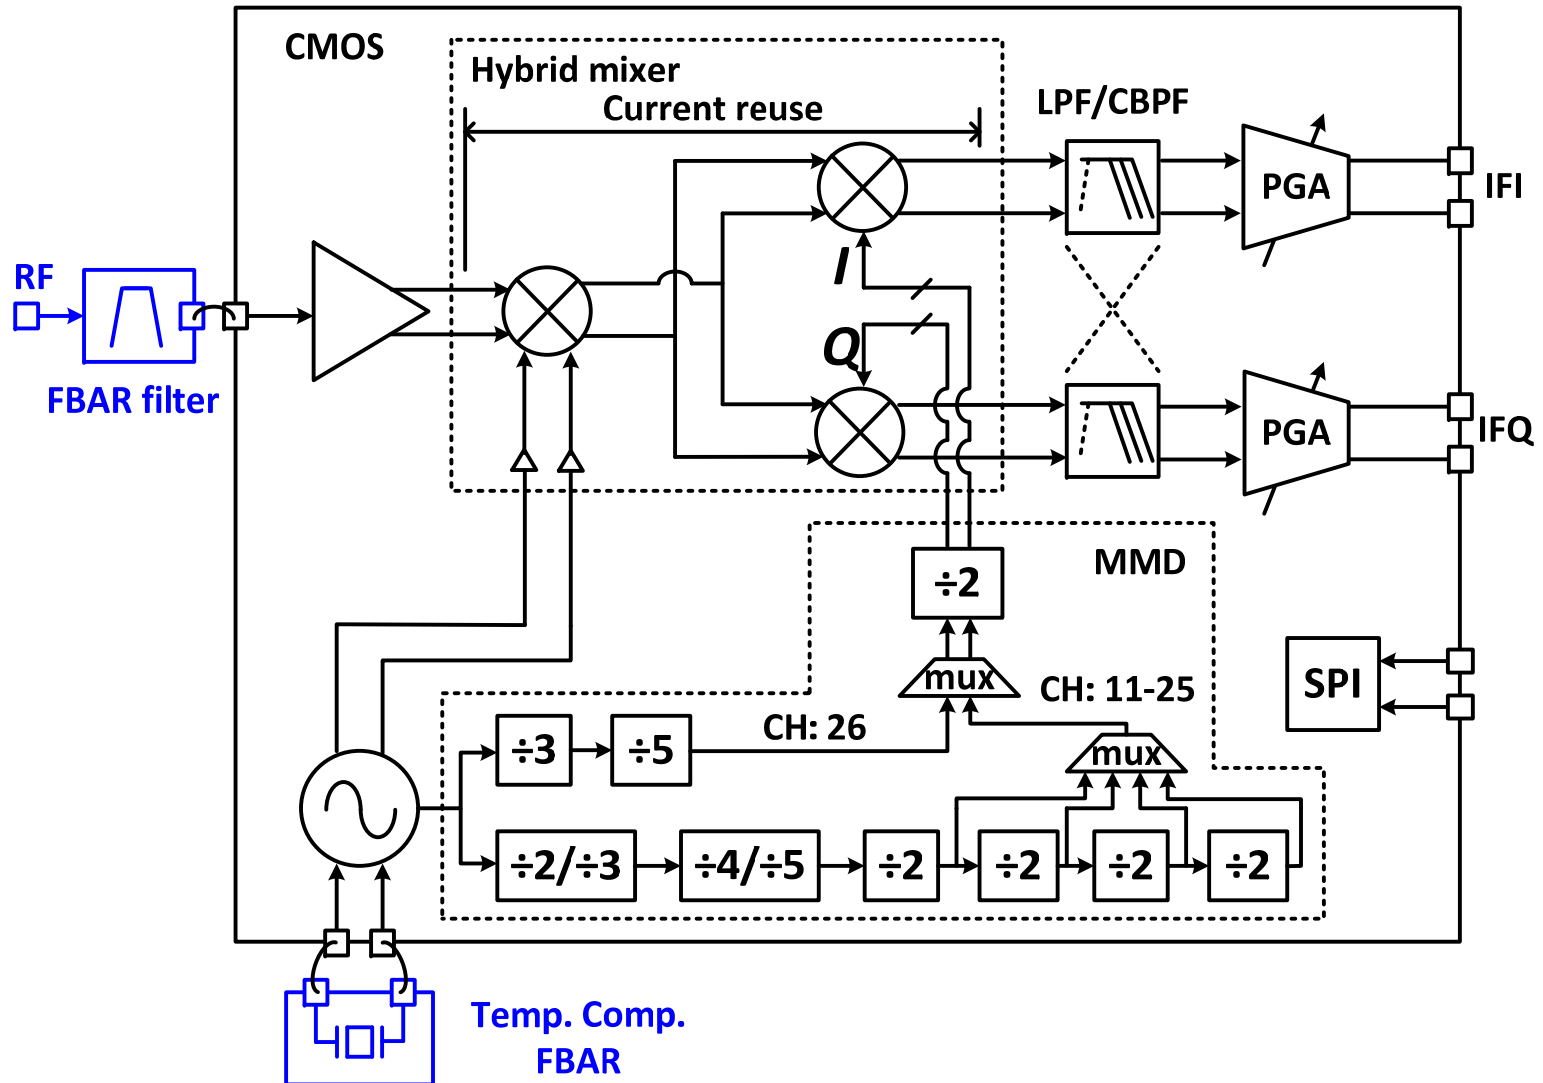 CMOS
Hybrid mixer
Current reuse
LPF/CBPF
PGA
IFI
RF
FBAR filter
I
Q
PGA
IFQ
MMD
÷2
mux
CH: 11-25
SPI
CH: 26
÷3
÷5
mux
÷2/÷3
÷4/÷5
÷2
÷2
÷2
÷2
Temp. Comp.
FBAR